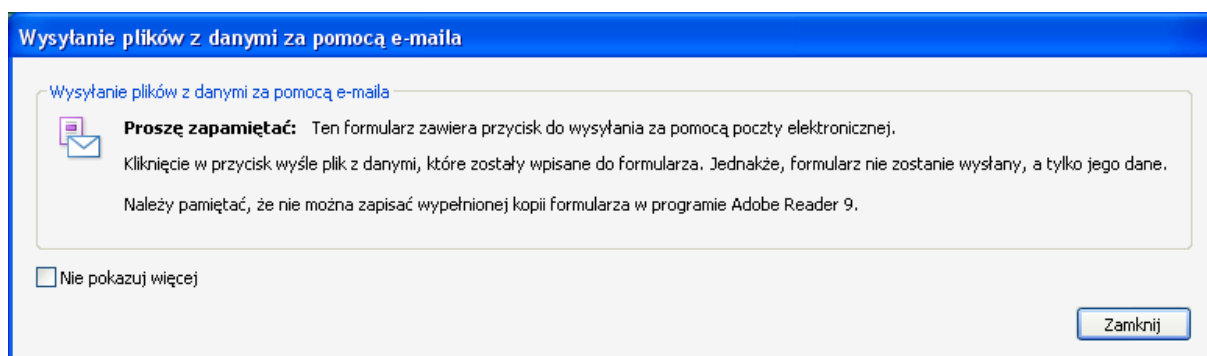 Wysyłanie plików z danymi za pomocą e-maila
Wysyłanie plików z danymi za pomocą e-maila
Proszę zapamiętać: Ten formularz zawiera przycisk do wysyłania za pomocą poczty elektronicznej.
Kliknięcie w przycisk wyśle plik z danymi, które zostały wpisane do formularza. Jednakże, formularz nie zostanie wysłany, a tylko jego dane.
Należy pamiętać, że nie można zapisać wypełnionej kopii formularza w programie Adobe Reader 9.
Nie pokazuj więcej
Zamknij